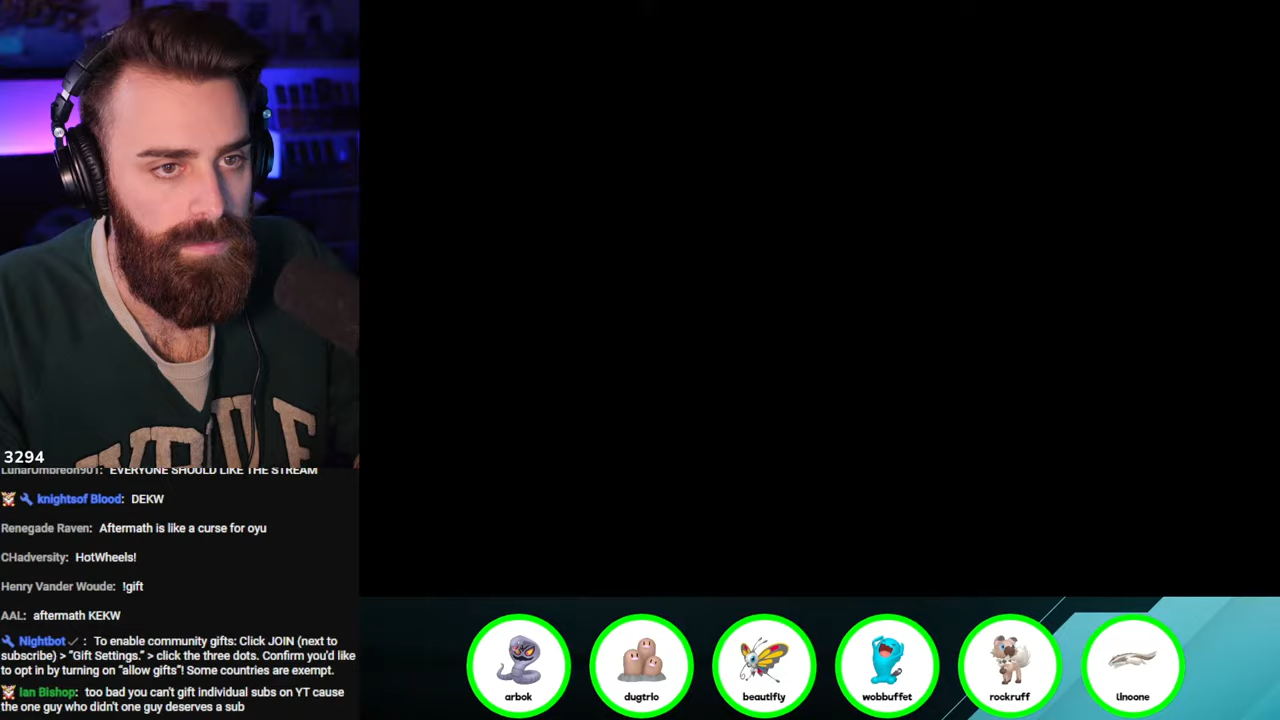 3294
LunarUmbreon901: EVERYONE SHOULD LIKE THE STREAM
knightsof Blood: DEKW
Renegade Raven: Aftermath is like a curse for oyu
CHadversity: HotWheels!
Henry Vander Woude: !gift
AAL: aftermath KEKW
Nightbot : To enable community gifts: Click JOIN (next to
subscribe) > "Gift Settings." > click the three dots. Confirm you'd like
to opt in by turning on "allow gifts"! Some countries are exempt.
Ian Bishop: too bad you can't gift individual subs on YT cause
the one guy who didn't one guy deserves a sub
arbok
dugtrio
beautifly
wobbuffet
rockruff
linoone